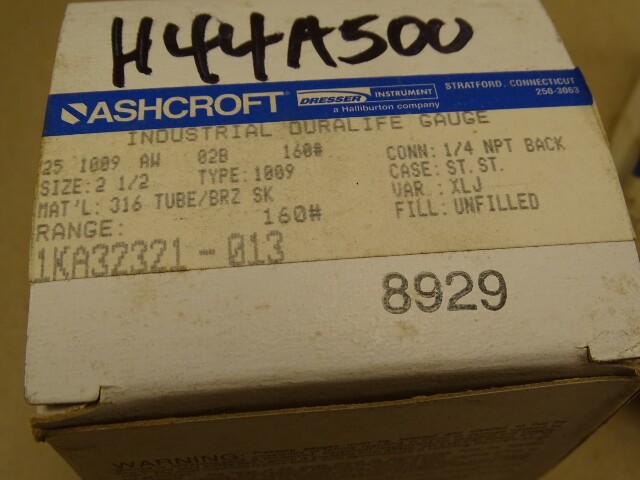 H44A500
ASHCROFT DRESSER INSTRUMENT STRATFORD, CONNECTICUT
a Halliburton company 250-3063
INDUSTRIAL DURALIFE GAUGE
25 1009 AW 02B 160# CONN: 1/4 NPT BACK
SIZE: 2 1/2 TYPE: 1009 CASE: ST.ST.
MAT'L: 316 TUBE/BRZ SK VAR : XLJ
RANGE: 160# FILL: UNFILLED
1KA32321-013
8929
WARNING: